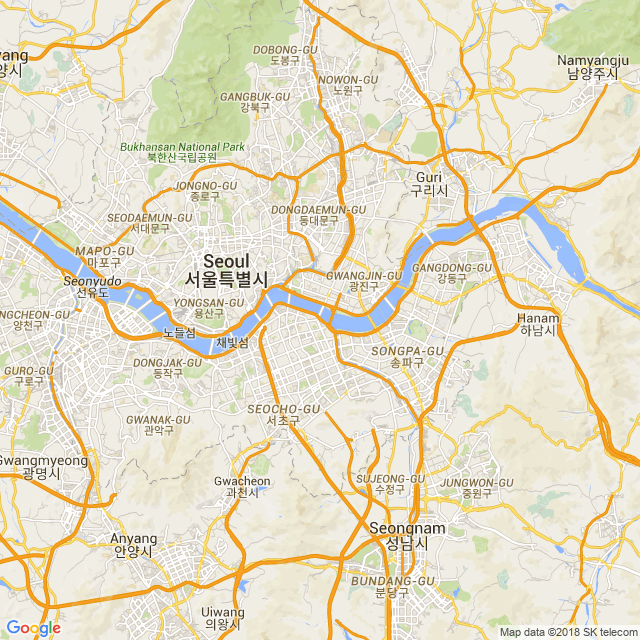 DOBONG-GU
도봉구
yang
양시
NOWON-GU
노원구
Namyangju
남양주시
GANGBUK-GU
강북구
Bukhansan National Park
북한산국립공원
JONGNO-GU
종로구
Guri
구리시
SEODAEMUN-GU
서대문구
DONGDAEMUN-GU
동대문구
MAPO-GU
마포구
Seoul
서울특별시
GWANGJIN-GU
광진구
GANGDONG-GU
강동구
Seonyudo
선유도
YONGSAN-GU
용산구
NGCHEON-GU
양천구
노들섬
채빛섬
Hanam
하남시
SONGPA-GU
송파구
DONGJAK-GU
동작구
GURO-GU
구로구
SEOCHO-GU
서초구
GWANAK-GU
관악구
Gwangmyeong
광명시
Gwacheon
과천시
SUJEONG-GU
수정구
JUNGWON-GU
중원구
Seongnam
성남시
Anyang
안양시
BUNDANG-GU
분당구
Uiwang
의왕시
Google
Map data ©2018 SK telecom